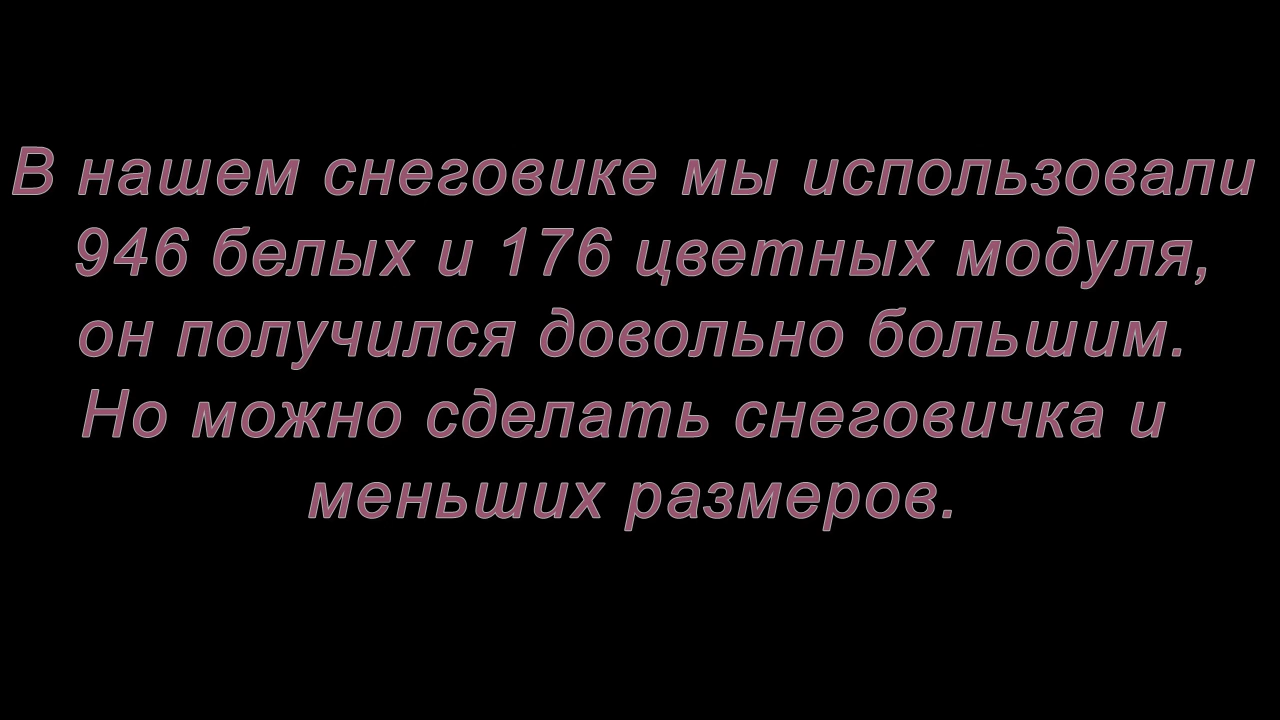 В нашем снеговике мы использовали
946 белых и 176 цветных модуля,
он получился довольно большим.
Но можно сделать снеговичка и
меньших размеров.